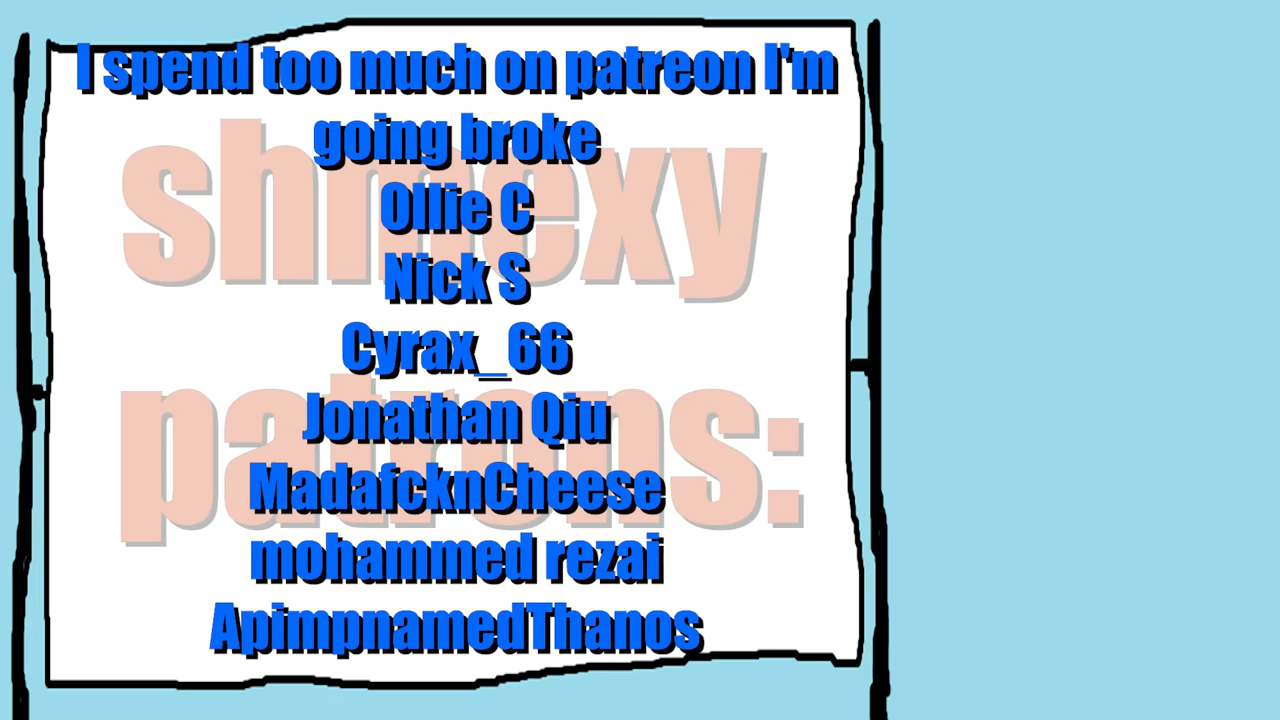 I spend too much on patreon I'm
going broke
Ollie C
Nick S
Cyrax_66
Jonathan Qiu
MadafcknCheese
mohammed rezai
ApimpnamedThanos
shmexy
patrons: